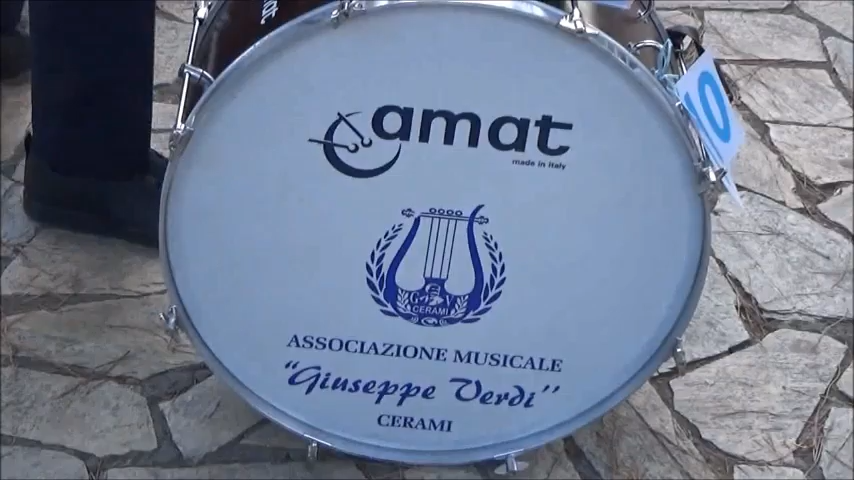 amat
made in italy
10
G V
CERAMI
ASSOCIAZIONE MUSICALE
"Giuseppe Verdi"
CERAMI